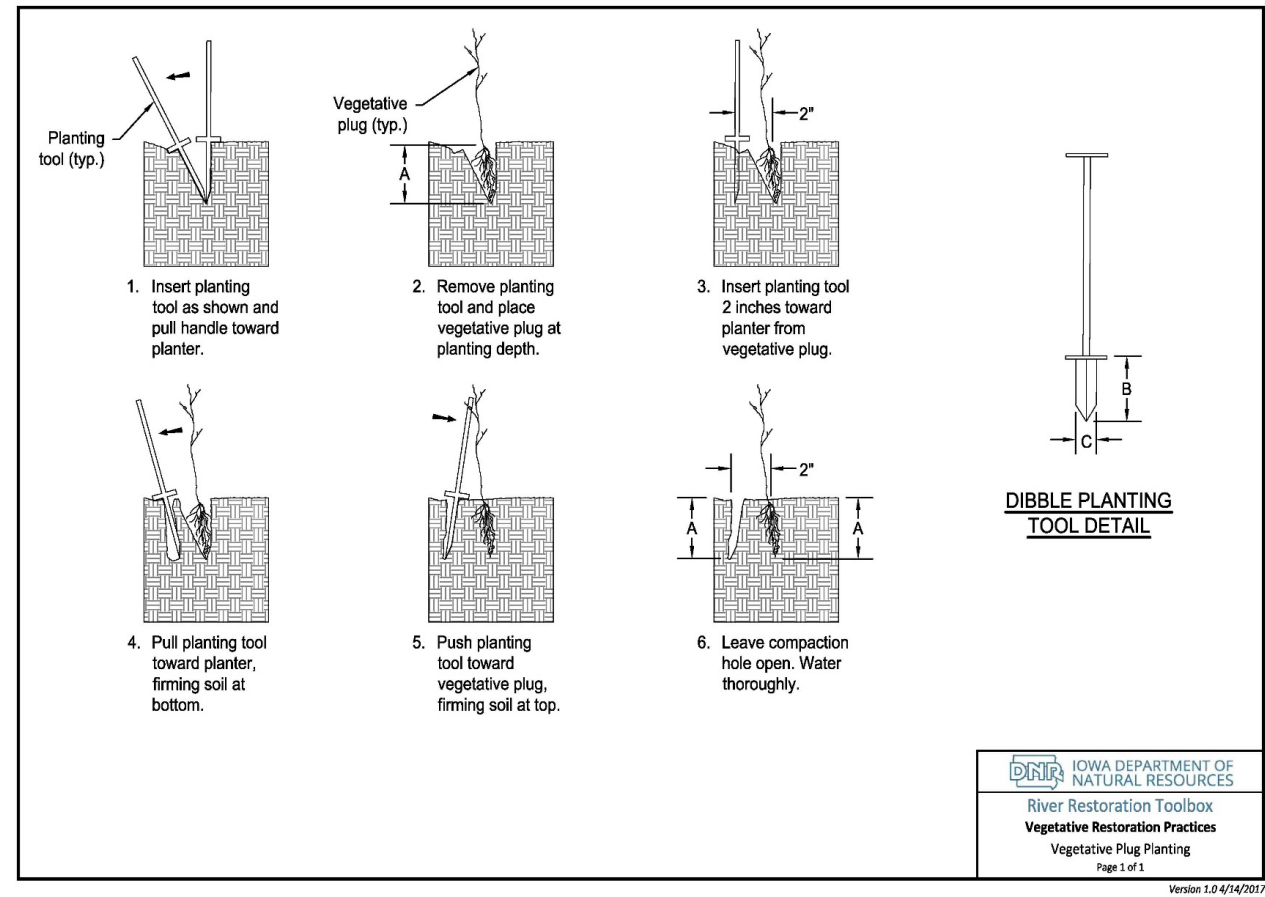 Planting
tool (typ.)
1. Insert planting
tool as shown and
pull handle toward
planter.
Vegetative
plug (typ.)
A
2. Remove planting
tool and place
vegetative plug at
planting depth.
2"
3. Insert planting tool
2 inches toward
planter from
vegetative plug.
4. Pull planting tool
toward planter,
firming soil at
bottom.
5. Push planting
tool toward
vegetative plug,
firming soil at top.
2"
A
A
6. Leave compaction
hole open. Water
thoroughly.
B
C
DIBBLE PLANTING
TOOL DETAIL
DNR IOWA DEPARTMENT OF
NATURAL RESOURCES
River Restoration Toolbox
Vegetative Restoration Practices
Vegetative Plug Planting
Page 1 of 1
Version 1.0 4/14/2017